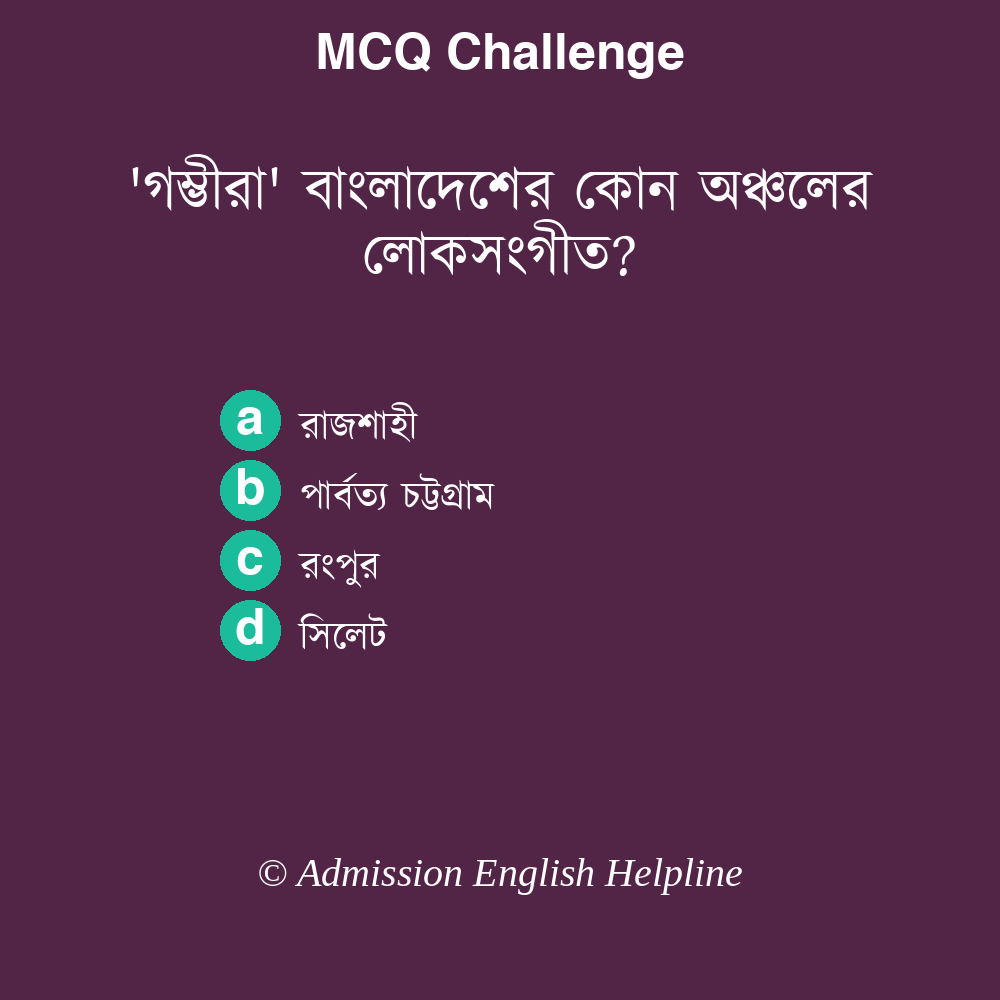 MCQ Challenge
'গম্ভীরা' বাংলাদেশের কোন অঞ্চলের
লোকসংগীত?
a রাজশাহী
b পার্বত্য চট্টগ্রাম
c রংপুর
d সিলেট
© Admission English Helpline